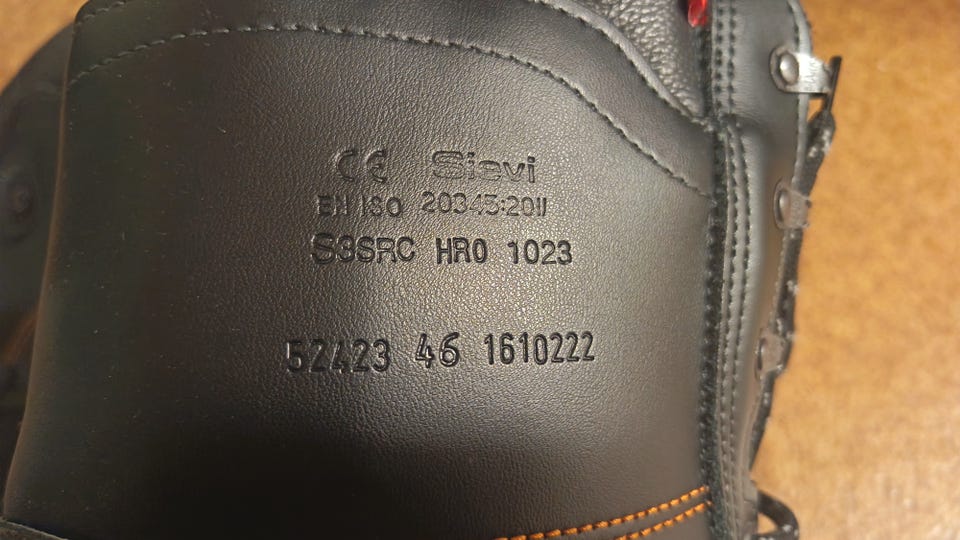 CE Sievi
EN ISO 20345:2011
S3SRC HRO 1023
52423 46 1610222